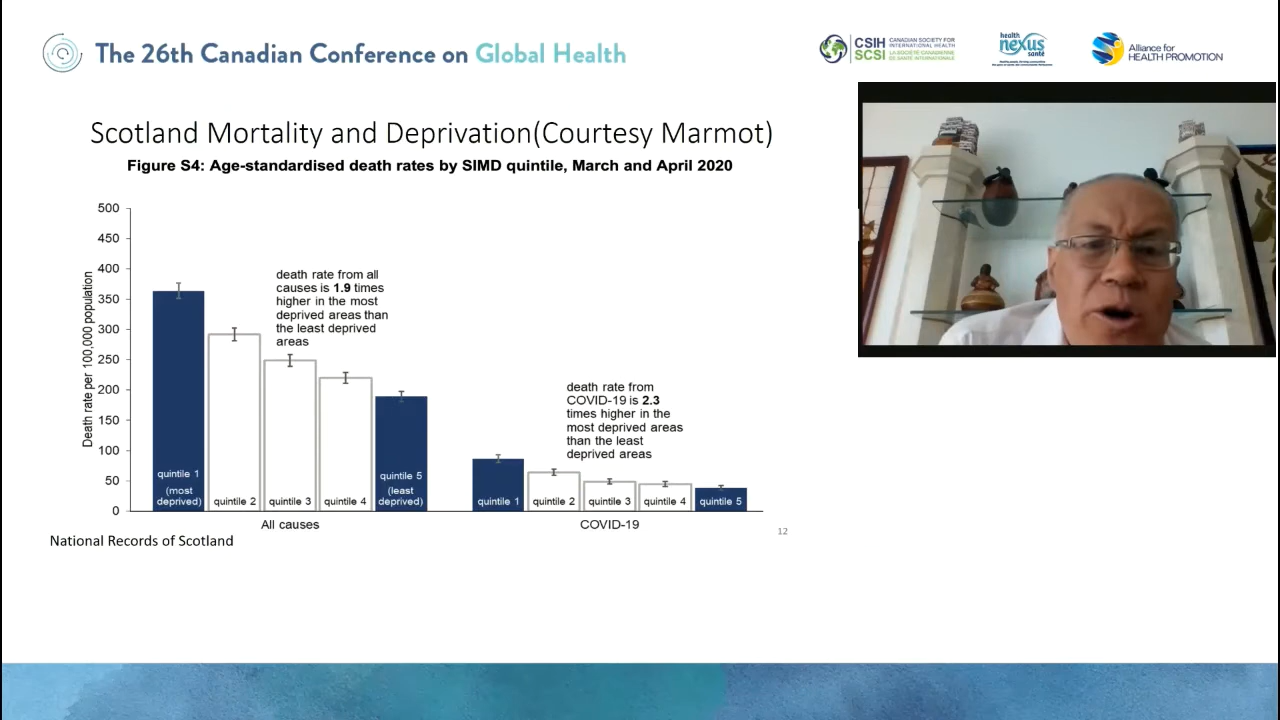 The 26th Canadian Conference on Global Health
CSIH
SCSI
CANADIAN SOCIETY FOR
INTERNATIONAL HEALTH
LA SOCIÉTÉ CANADIENNE
DE SANTÉ INTERNATIONALE
health
nexus
santé
Alliance for
HEALTH PROMOTION
Scotland Mortality and Deprivation(Courtesy Marmot)
Figure S4: Age-standardised death rates by SIMD quintile, March and April 2020
Death rate per 100,000 population
500
450
400
350
300
250
200
150
100
50
0
death rate from all
causes is 1.9 times
higher in the most
deprived areas than
the least deprived
areas
death rate from
COVID-19 is 2.3
times higher in the
most deprived areas
than the least
deprived areas
quintile 1
(most
deprived)
quintile 2
quintile 3
quintile 4
quintile 5
(least
deprived)
quintile 1
quintile 2
quintile 3
quintile 4
quintile 5
All causes
COVID-19
12
National Records of Scotland